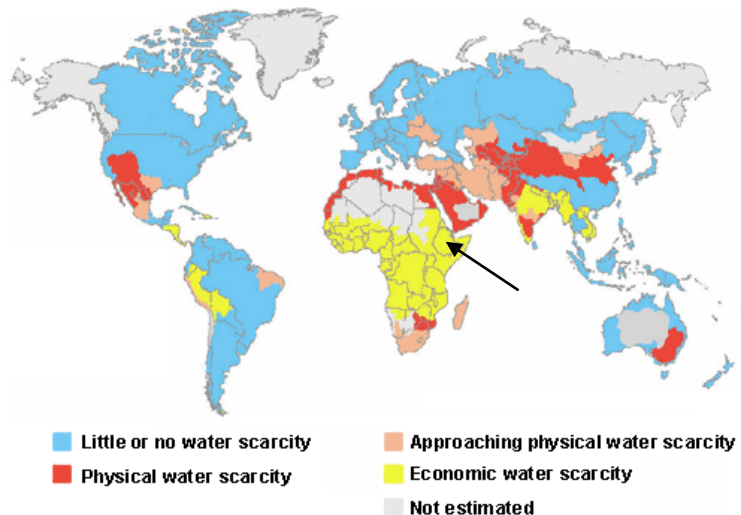 Little or no water scarcity
Physical water scarcity
Approaching physical water scarcity
Economic water scarcity
Not estimated